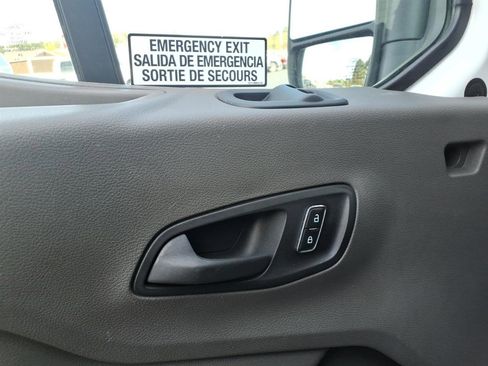 EMERGENCY EXIT
SALIDA DE EMERGENCIA
SORTIE DE SECOURS